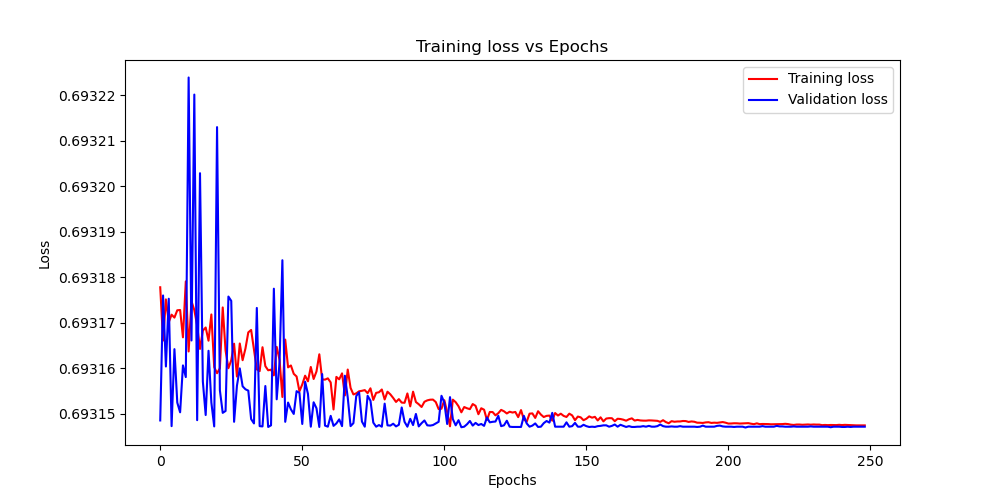 Training loss vs Epochs
Training loss
Validation loss
0.69322
0.69321
0.69320
0.69319
0.69318
0.69317
0.69316
0.69315
Loss
0 50 100 150 200 250
Epochs